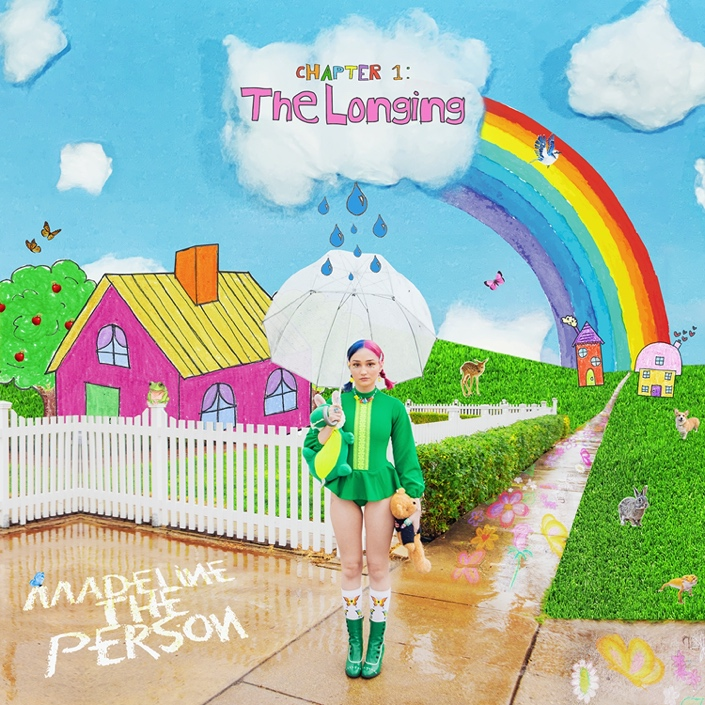 CHAPTER 1:
The Longing
MADELINE
THE
PERSON